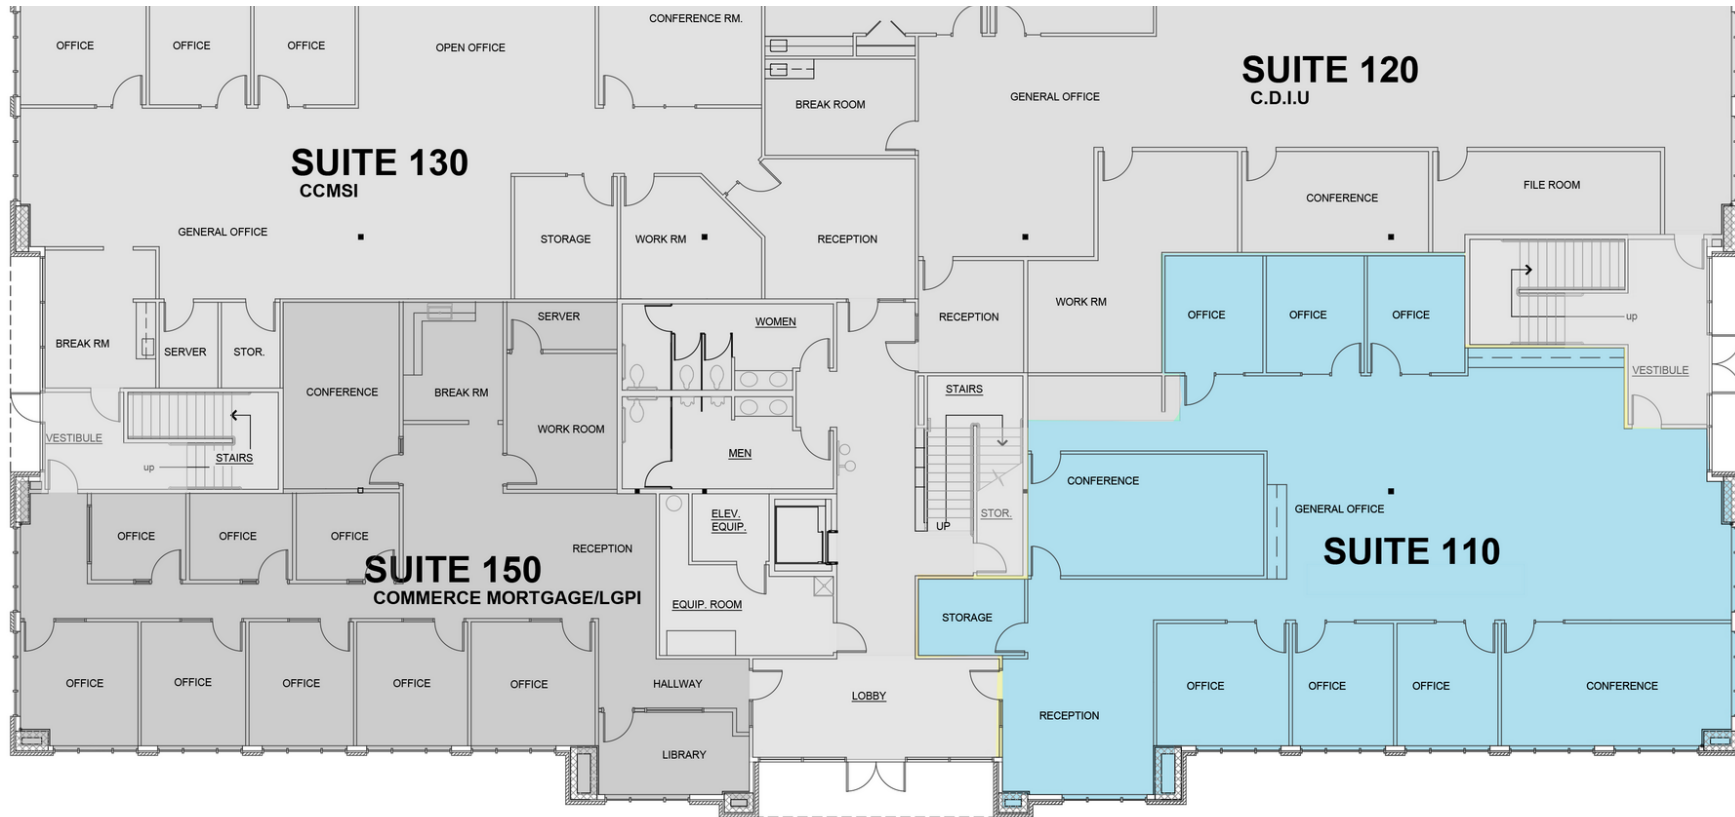 CONFERENCE RM.
OFFICE
OFFICE
OFFICE
OPEN OFFICE
SUITE 120
C.D.I.U
BREAK ROOM
GENERAL OFFICE
SUITE 130
CCMSI
CONFERENCE
FILE ROOM
GENERAL OFFICE
STORAGE
WORK RM
RECEPTION
WORK RM
SERVER
WOMEN
RECEPTION
OFFICE
OFFICE
OFFICE
up
BREAK RM
SERVER
STOR.
VESTIBULE
CONFERENCE
BREAK RM
STAIRS
WORK ROOM
VESTIBULE
STAIRS
up
MEN
CONFERENCE
ELEV.
EQUIP.
STOR.
UP
GENERAL OFFICE
OFFICE
OFFICE
OFFICE
RECEPTION
SUITE 110
SUITE 150
COMMERCE MORTGAGE/LGPI
EQUIP. ROOM
STORAGE
OFFICE
OFFICE
OFFICE
OFFICE
OFFICE
HALLWAY
LOBBY
OFFICE
OFFICE
OFFICE
CONFERENCE
RECEPTION
LIBRARY